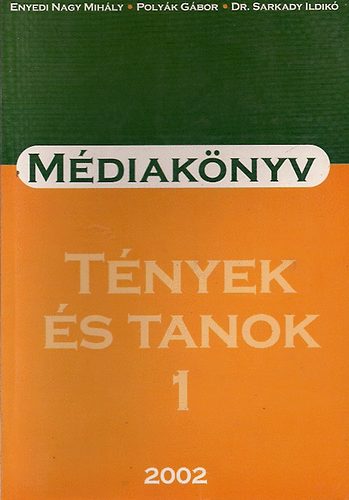 ENYEDI NAGY MIHÁLY • POLYÁK GÁBOR • DR. SARKADY ILDIKÓ
MÉDIAKÖNYV
TÉNYEK
ÉS TANOK
1
2002